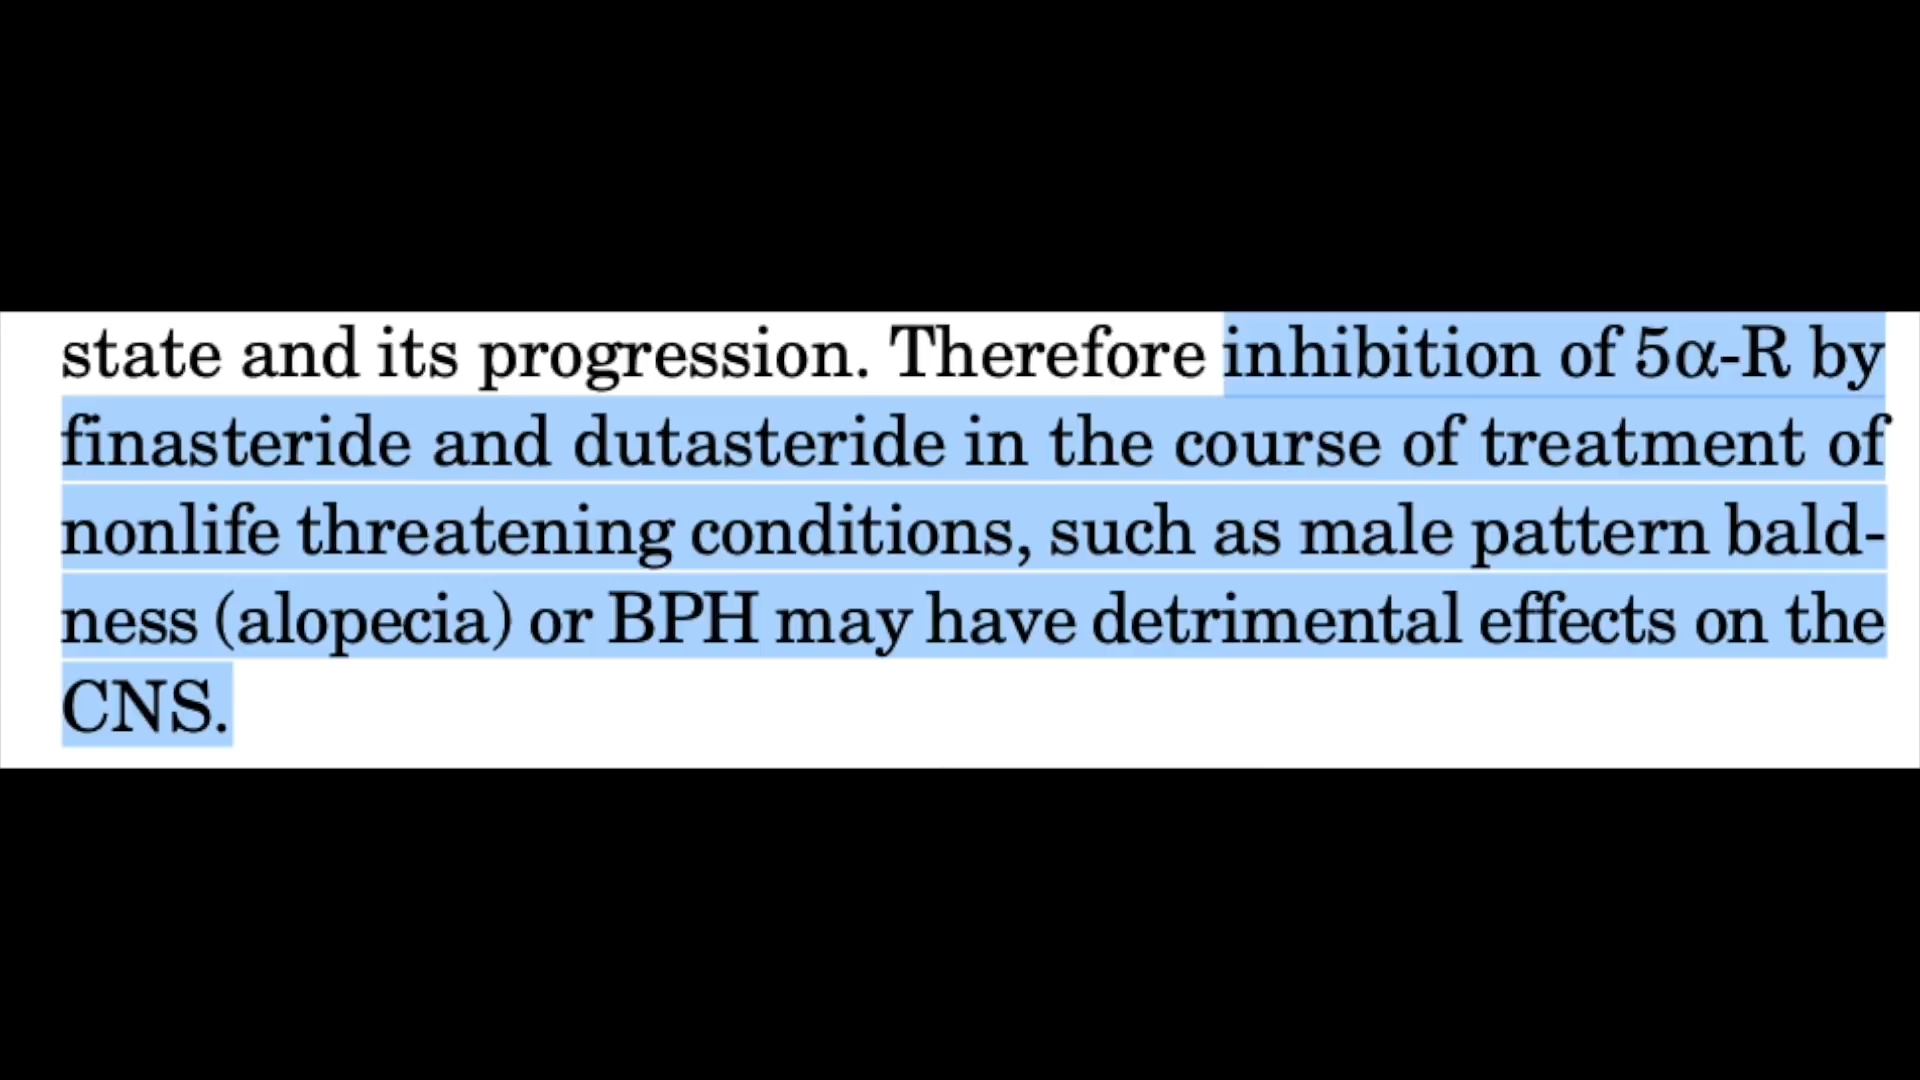 state and its progression. Therefore inhibition of 5α-R by
finasteride and dutasteride in the course of treatment of
nonlife threatening conditions, such as male pattern bald-
ness (alopecia) or BPH may have detrimental effects on the
CNS.